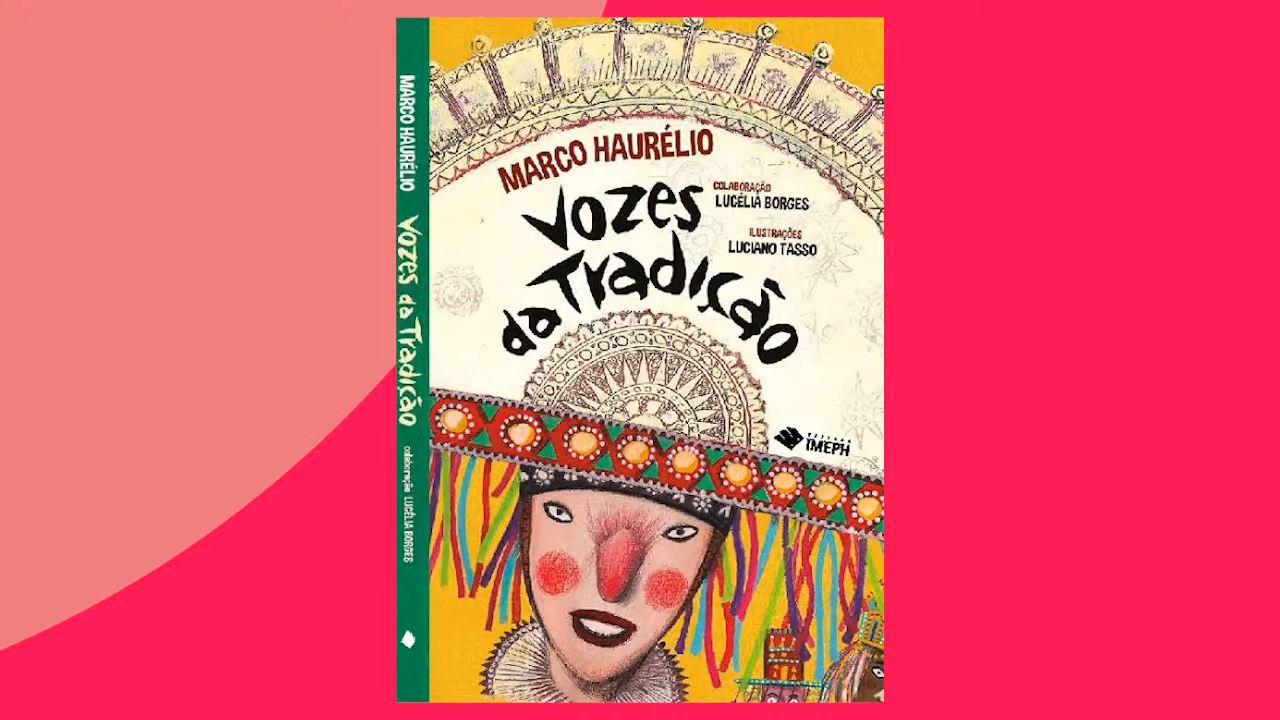 MARCO HAURÉLIO
Vozes da Tradição
colaboração LUCÉLIA BORGES
MARCO HAURÉLIO
Vozes
da Tradição
COLABORAÇÃO
LUCÉLIA BORGES
ILUSTRAÇÕES
LUCIANO TASSO
EDITORA
IMEPH